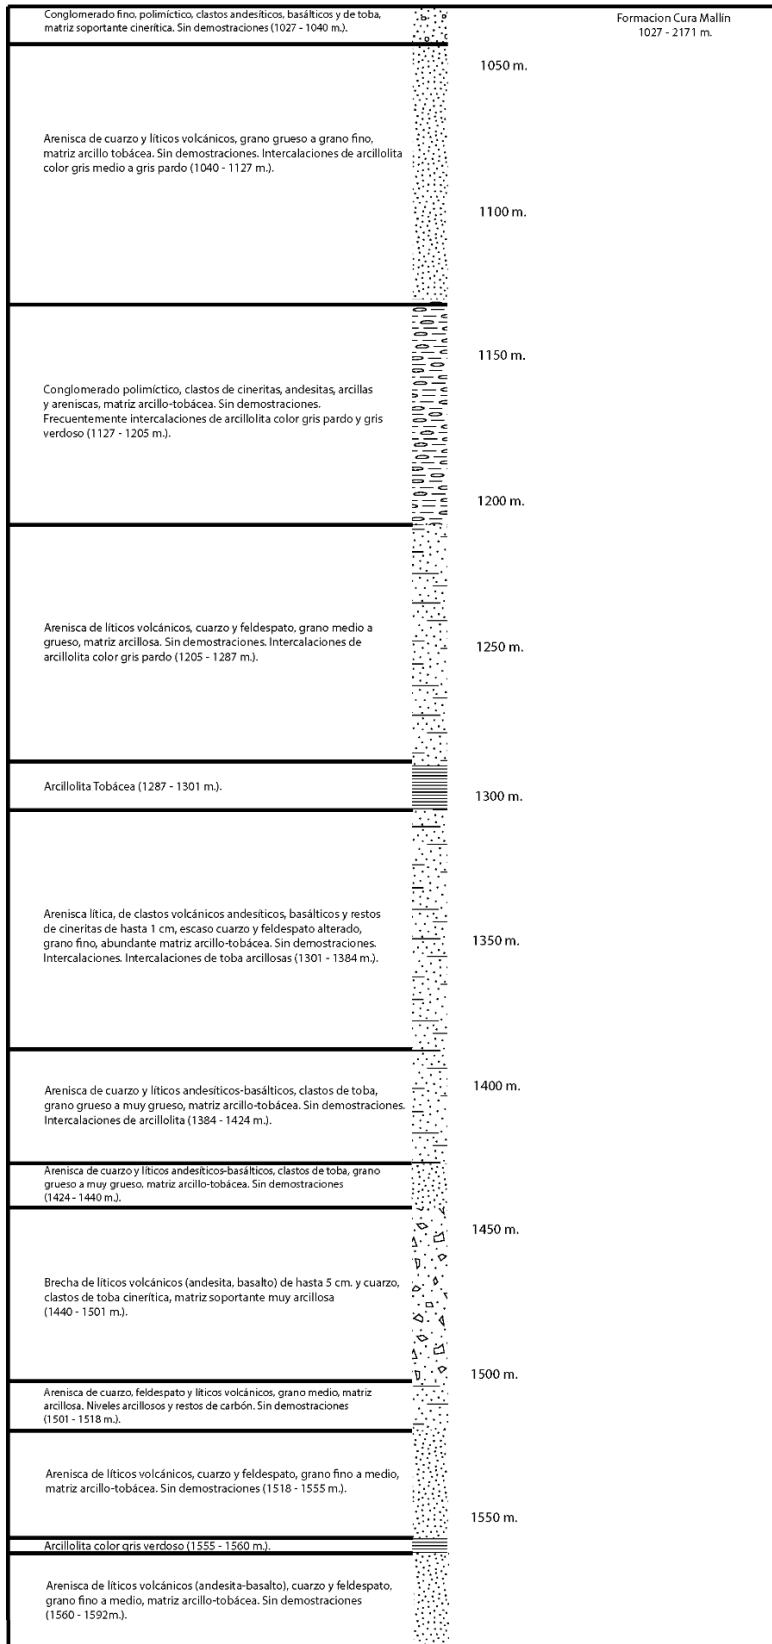 Conglomerado fino, polimíctico, clastos andesíticos, basálticos y de toba,
matriz soportante cinerítica. Sin demostraciones (1027 - 1040 m.).
Formacion Cura Mallín
1027 - 2171 m.
1050 m.
Arenisca de cuarzo y líticos volcánicos, grano grueso a grano fino,
matriz arcillo tobácea. Sin demostraciones. Intercalaciones de arcillolita
color gris medio a gris pardo (1040 - 1127 m.).
1100 m.
1150 m.
Conglomerado polimíctico, clastos de cineritas, andesitas, arcillas
y areniscas, matriz arcillo-tobácea. Sin demostraciones.
Frecuentemente intercalaciones de arcillolita color gris pardo y gris
verdoso (1127 - 1205 m.).
1200 m.
Arenisca de líticos volcánicos, cuarzo y feldespato, grano medio a
grueso, matriz arcillosa. Sin demostraciones. Intercalaciones de
arcillolita color gris pardo (1205 - 1287 m.).
1250 m.
Arcillolita Tobácea (1287 - 1301 m.).
1300 m.
Arenisca lítica, de clastos volcánicos andesíticos, basálticos y restos
de cineritas de hasta 1 cm, escaso cuarzo y feldespato alterado,
grano fino, abundante matriz arcillo-tobácea. Sin demostraciones.
Intercalaciones. Intercalaciones de toba arcillosas (1301 - 1384 m.).
1350 m.
1400 m.
Arenisca de cuarzo y líticos andesíticos-basálticos, clastos de toba,
grano grueso a muy grueso, matriz arcillo-tobácea. Sin demostraciones.
Intercalaciones de arcillolita (1384 - 1424 m.).
Arenisca de cuarzo y líticos andesíticos-basálticos, clastos de toba, grano
grueso a muy grueso, matriz arcillo-tobácea. Sin demostraciones
(1424 - 1440 m.).
1450 m.
Brecha de líticos volcánicos (andesita, basalto) de hasta 5 cm. y cuarzo,
clastos de toba cinerítica, matriz soportante muy arcillosa
(1440 - 1501 m.).
1500 m.
Arenisca de cuarzo, feldespato y líticos volcánicos, grano medio, matriz
arcillosa. Niveles arcillosos y restos de carbón. Sin demostraciones
(1501 - 1518 m.).
Arenisca de líticos volcánicos, cuarzo y feldespato, grano fino a medio,
matriz arcillo-tobácea. Sin demostraciones (1518 - 1555 m.).
1550 m.
Arcillolita color gris verdoso (1555 - 1560 m.).
Arenisca de líticos volcánicos (andesita-basalto), cuarzo y feldespato,
grano fino a medio, matriz arcillo-tobácea. Sin demostraciones
(1560 - 1592m.).